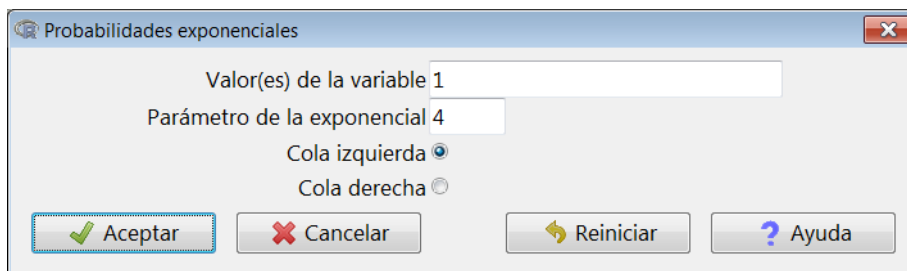 Probabilidades exponenciales
Valor(es) de la variable 1
Parámetro de la exponencial 4
Cola izquierda
Cola derecha
Aceptar Cancelar Reiniciar ? Ayuda